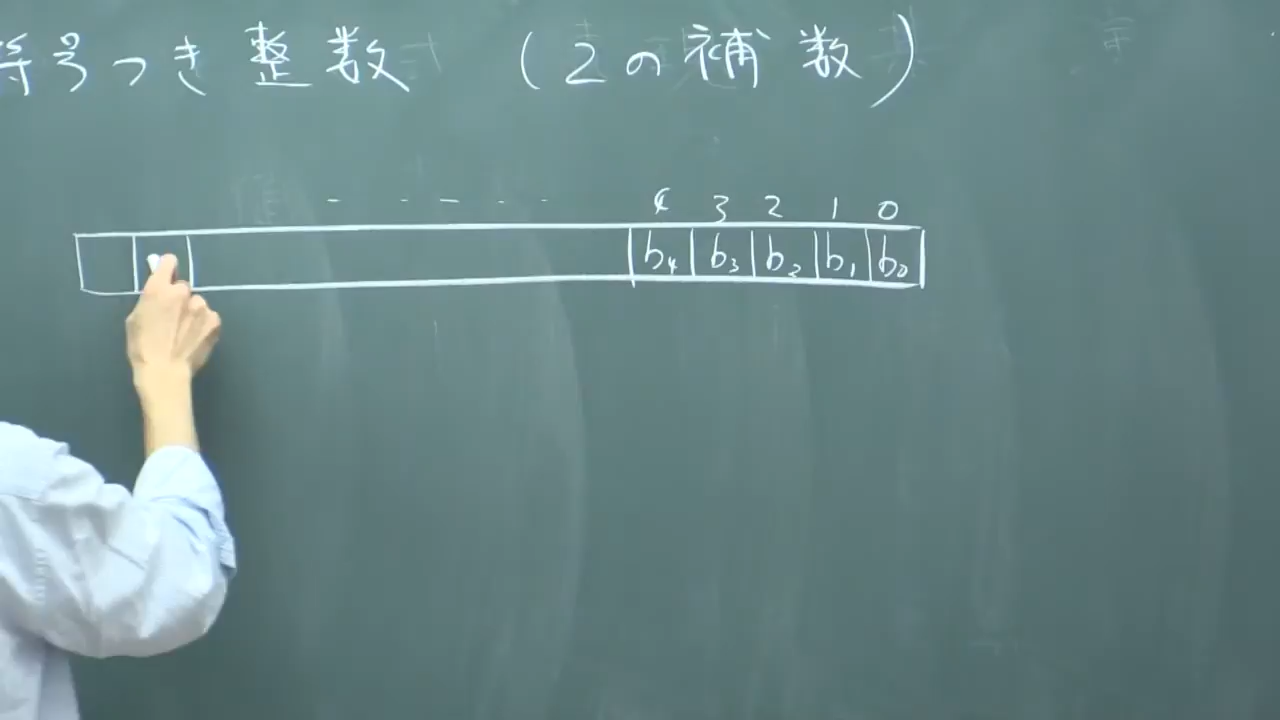 符号つき整数 (2の補数)
- - - - - 4 3 2 1 0
b₄ b₃ b₂ b₁ b₀